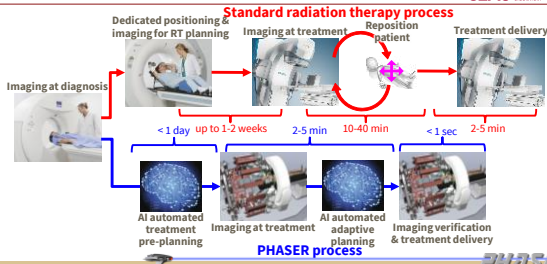 Standard radiation therapy process
Dedicated positioning &
imaging for RT planning
Imaging at treatment
Reposition
patient
Treatment delivery
Imaging at diagnosis
< 1 day
up to 1-2 weeks
2-5 min
10-40 min
< 1 sec
2-5 min
AI automated
treatment
pre-planning
Imaging at treatment
AI automated
adaptive
planning
Imaging verification
& treatment delivery
PHASER process